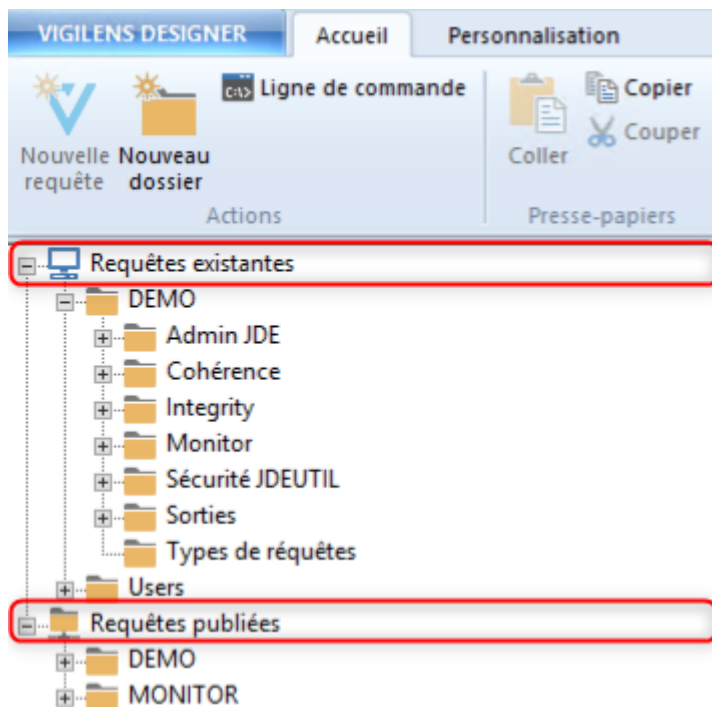 VIGILENS DESIGNER Accueil Personnalisation
Ligne de commande
Copier
Couper
Nouvelle requête
Nouveau dossier
Coller
Actions
Presse-papiers
Requêtes existantes
DEMO
Admin JDE
Cohérence
Integrity
Monitor
Sécurité JDEUTIL
Sorties
Types de réquêtes
Users
Requêtes publiées
DEMO
MONITOR